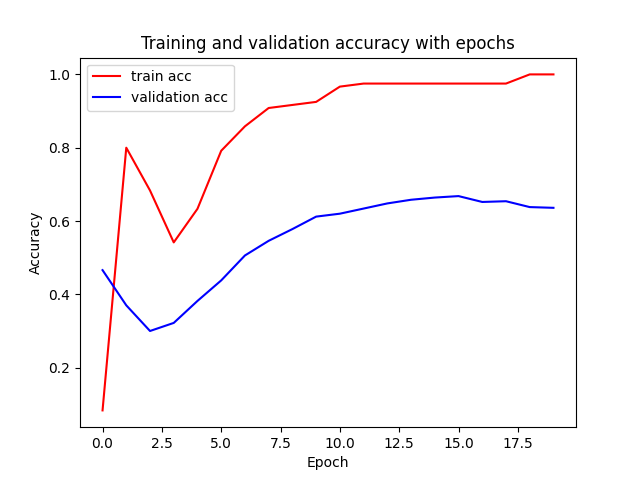 Training and validation accuracy with epochs
train acc
validation acc
1.0
0.8
0.6
0.4
0.2
Accuracy
0.0 2.5 5.0 7.5 10.0 12.5 15.0 17.5
Epoch